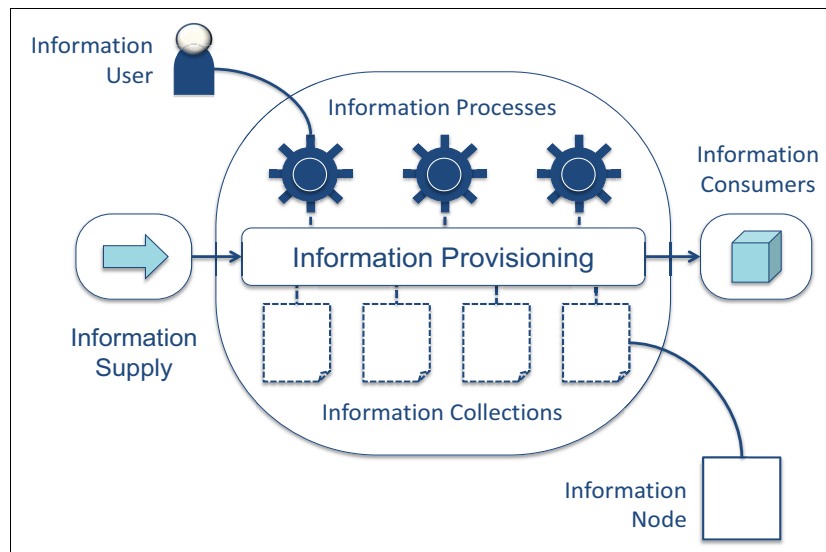 Information
User
Information Processes
Information
Consumers
Information Provisioning
Information
Supply
Information Collections
Information
Node